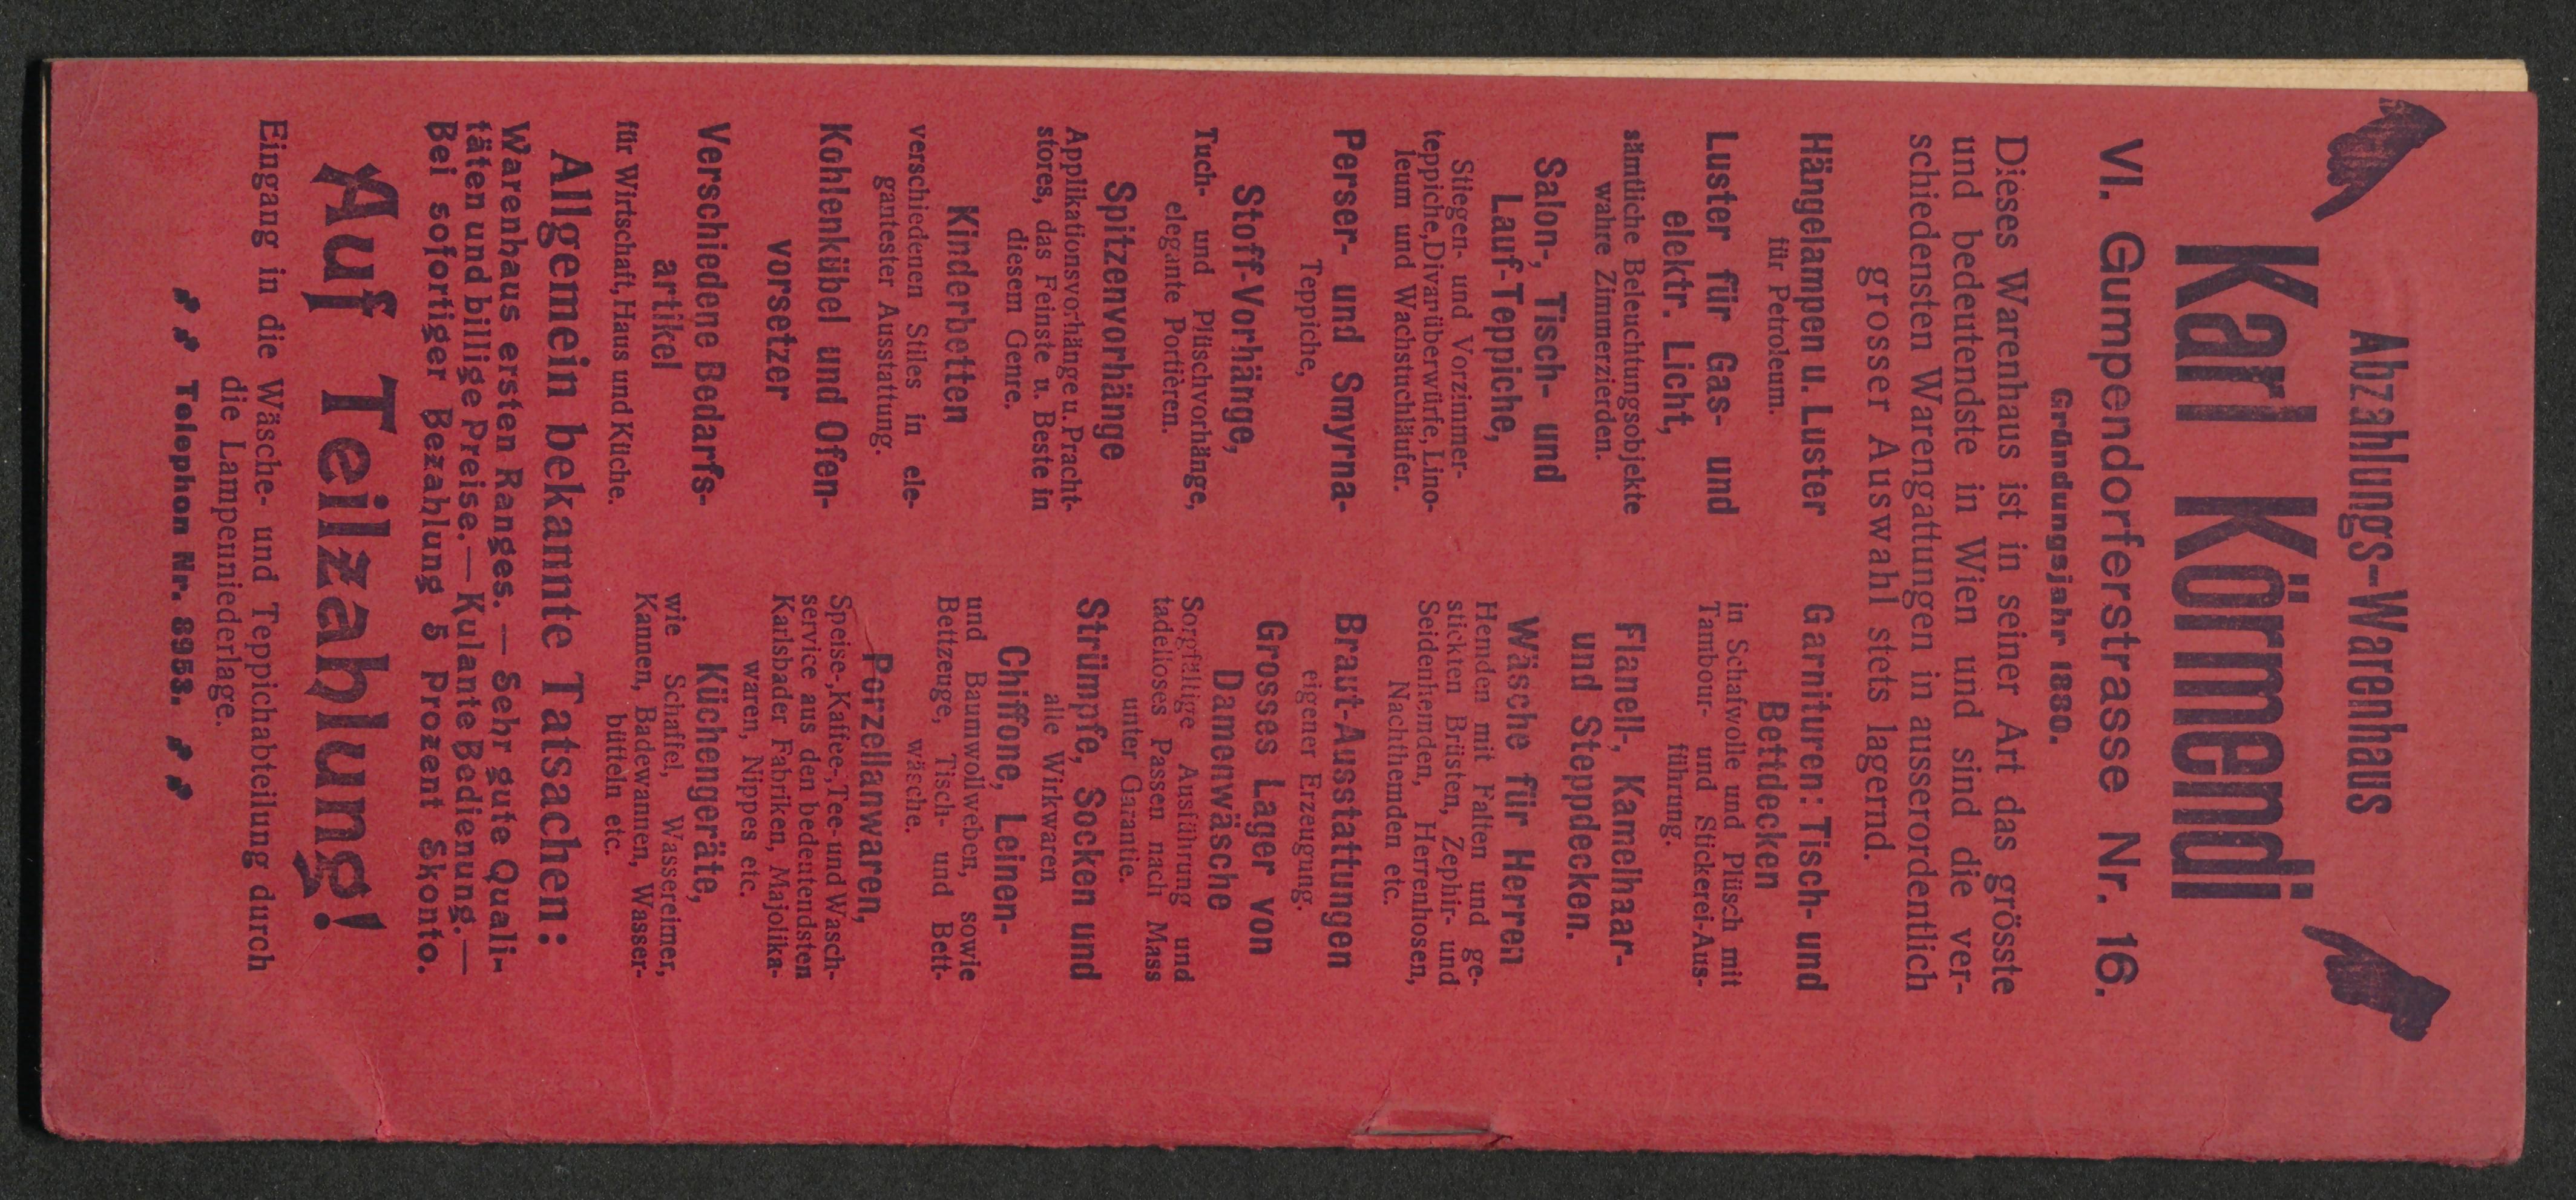 Abzahlungs-Warenhaus
Karl Körmendi
VI. Gumpendorferstrasse Nr. 16.
Gründungsjahr 1880.
Dieses Warenhaus ist in seiner Art das grösste
und bedeutendste in Wien und sind die ver-
schiedensten Warengattungen in ausserordentlich
grosser Auswahl stets lagernd.
Hängelampen u. Luster
für Petroleum.
Luster für Gas- und
elektr. Licht,
sämtliche Beleuchtungsobjekte
wahre Zimmerzierden.
Salon-, Tisch- und
Lauf-Teppiche,
Stiegen- und Vorzimmer-
teppiche, Divanüberwürfe, Lino-
leum und Wachstuchläufer.
Perser- und Smyrna-
Teppiche,
Stoff-Vorhänge,
Tuch- und Plüschvorhänge,
elegante Portièren.
Spitzenvorhänge
Applikationsvorhänge u. Pracht-
stores, das Feinste u. Beste in
diesem Genre.
Kinderbetten
verschiedenen Stiles in ele-
gantester Ausstattung.
Kohlenkübel und Ofen-
vorsetzer
Verschiedene Bedarfs-
artikel
für Wirtschaft, Haus und Küche.
Garnituren: Tisch- und
Bettdecken
in Schafwolle und Plüsch mit
Tambour- und Stickerei-Aus-
führung.
Flanell-, Kamelhaar-
und Steppdecken.
Wäsche für Herren
Hemden mit Falten und ge-
stickten Brüsten, Zephir- und
Seidenhemden, Herrenhosen,
Nachthemden etc.
Braut-Ausstattungen
eigener Erzeugung.
Grosses Lager von
Damenwäsche
Sorgfältige Ausführung und
tadelloses Passen nach Mass
unter Garantie.
Strümpfe, Socken und
alle Wirkwaren
Chiffone, Leinen-
und Baumwollweben, sowie
Bettzeuge, Tisch- und Bett-
wäsche.
Porzellanwaren,
Speise-, Kaffee-, Tee- und Wasch-
service aus den bedeutendsten
Karlsbader Fabriken, Majolika-
waren, Nippes etc.
Küchengeräte,
wie Schaffel, Wassereimer,
Kannen, Badewannen, Wasser-
bütteln etc.
Allgemein bekannte Tatsachen:
Warenhaus ersten Ranges. — Sehr gute Quali-
täten und billige Preise. — Kulante Bedienung. —
Bei sofortiger Bezahlung 5 Prozent Skonto.
Auf Teilzahlung!
Eingang in die Wäsche- und Teppichabteilung durch
die Lampenniederlage.
Telephon Nr. 8953.